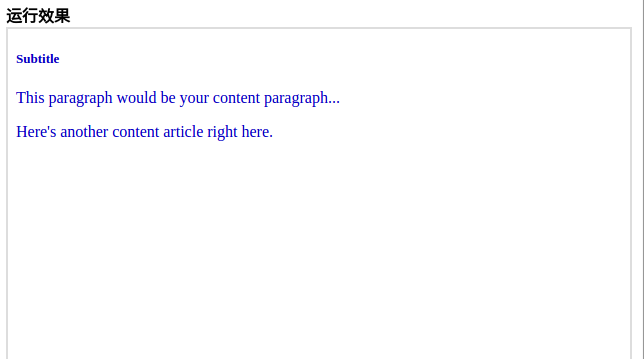 运行效果
Subtitle
This paragraph would be your content paragraph...
Here's another content article right here.